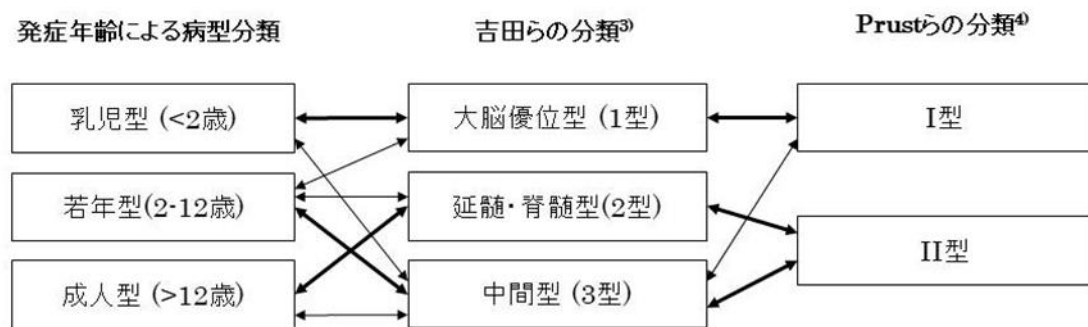 発症年齢による病型分類
吉田らの分類3)
Prustらの分類4)
乳児型 (<2歳)
大脳優位型 (1型)
I型
若年型(2-12歳)
延髄・脊髄型(2型)
II型
成人型 (>12歳)
中間型 (3型)